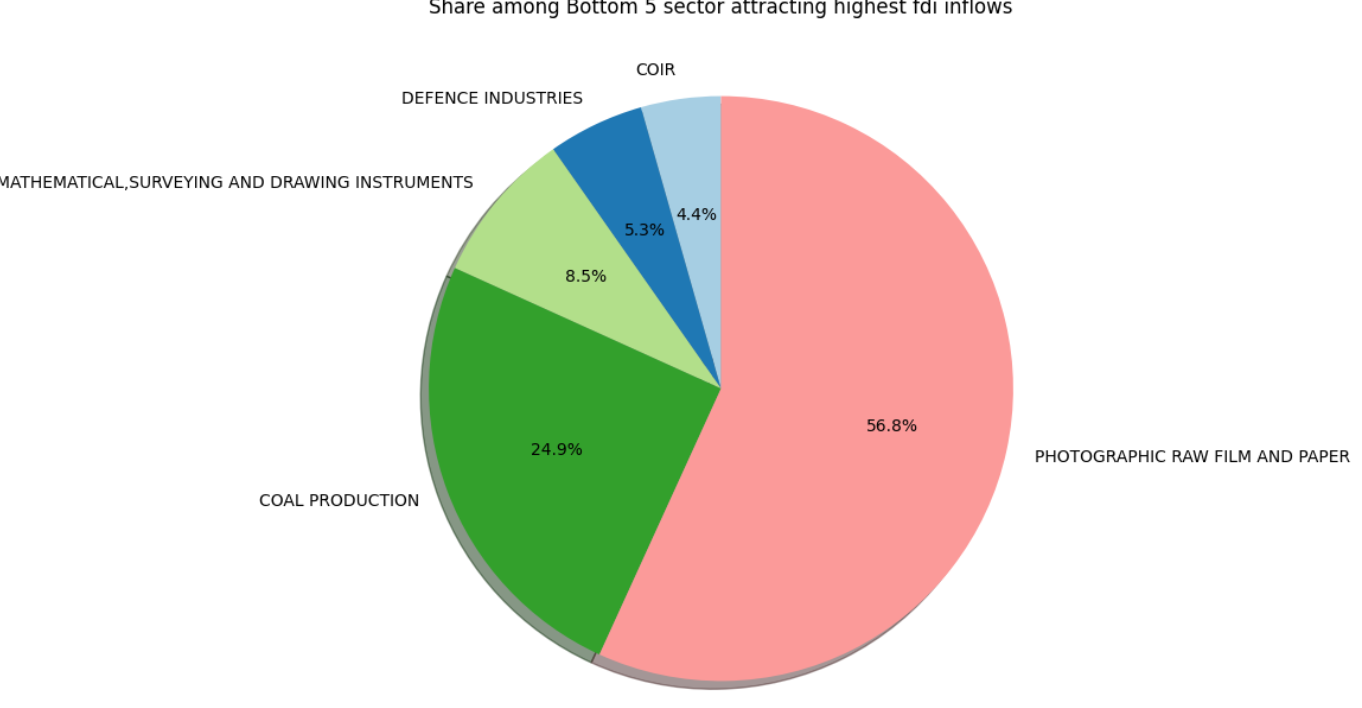 Share among Bottom 5 sector attracting highest fdi inflows
COIR
DEFENCE INDUSTRIES
MATHEMATICAL,SURVEYING AND DRAWING INSTRUMENTS
4.4%
5.3%
8.5%
56.8%
24.9%
PHOTOGRAPHIC RAW FILM AND PAPER
COAL PRODUCTION